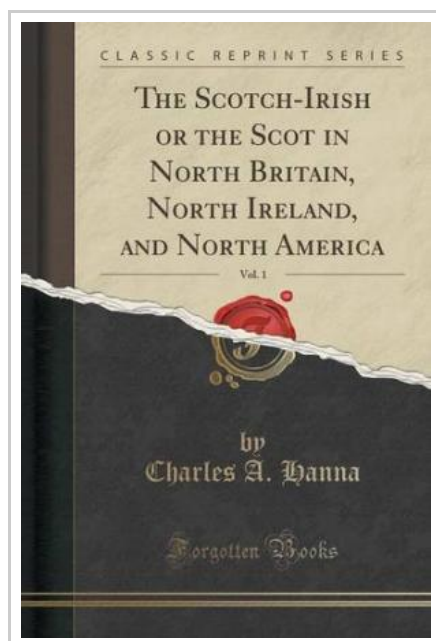 CLASSIC REPRINT SERIES
THE SCOTCH-IRISH
OR THE SCOT IN
NORTH BRITAIN,
NORTH IRELAND,
AND NORTH AMERICA
Vol. 1
F
by
Charles A. Hanna
Forgotten Books